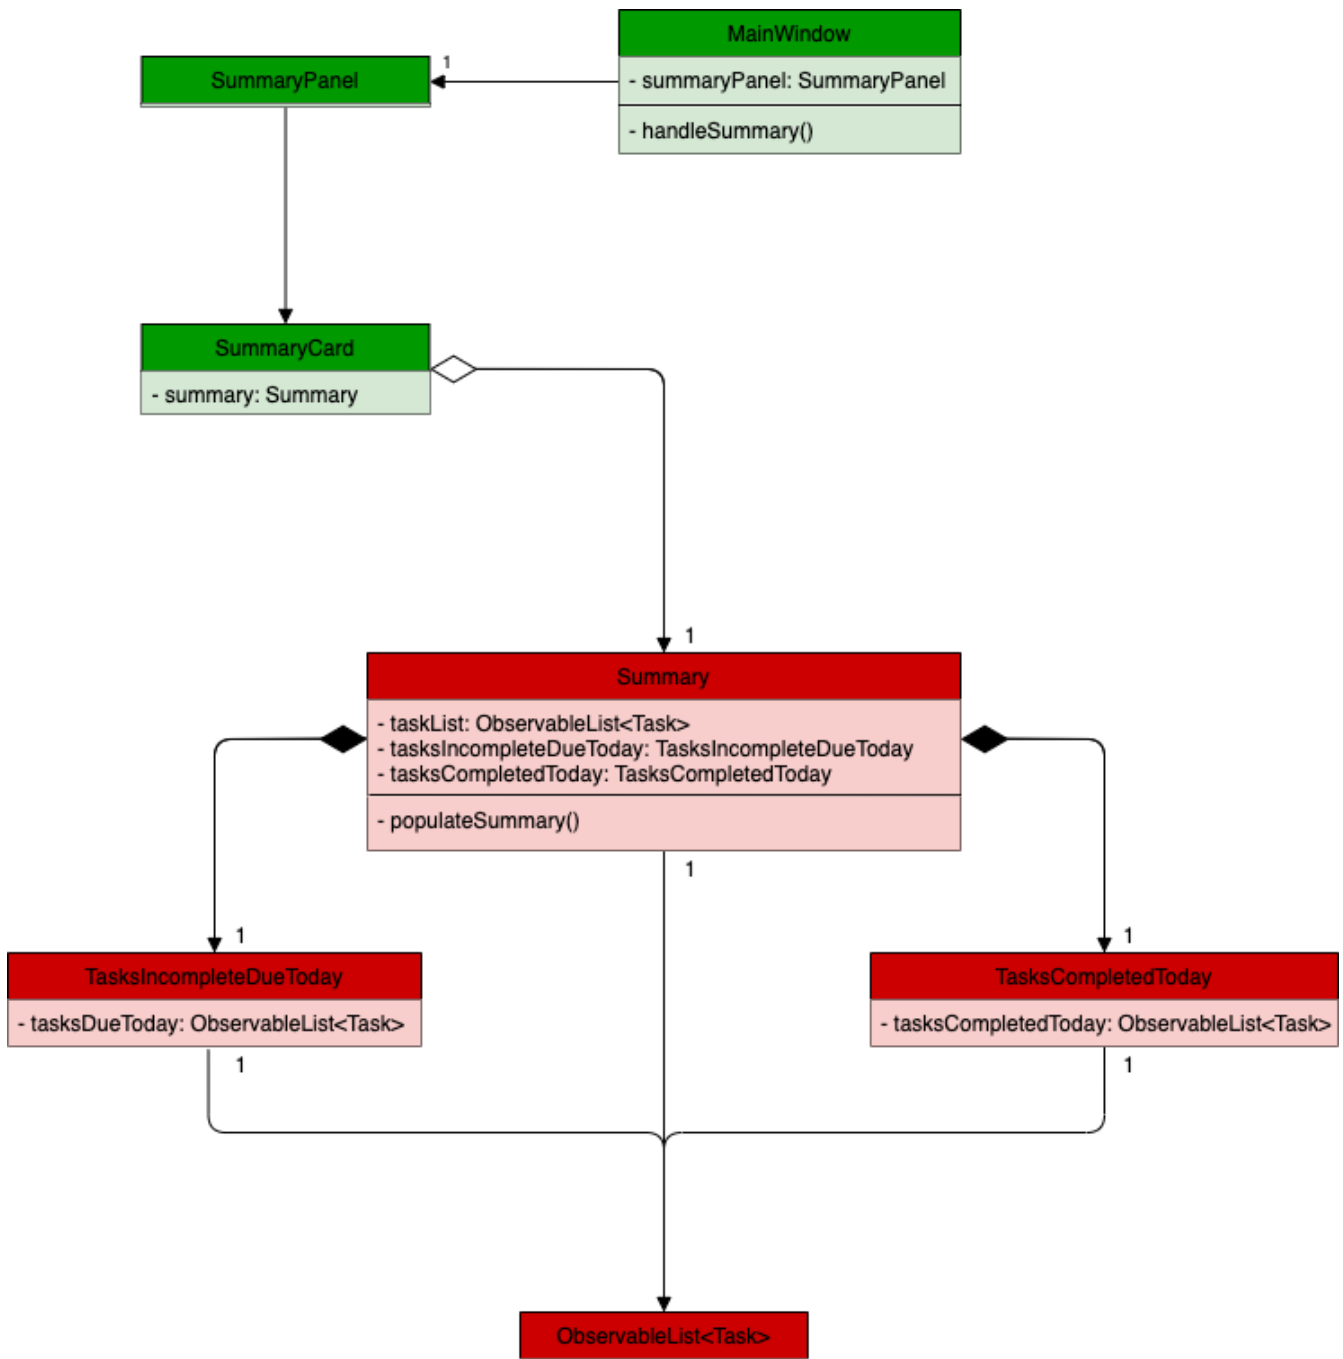 MainWindow
- summaryPanel: SummaryPanel
- handleSummary()
1
SummaryPanel
SummaryCard
- summary: Summary
1
Summary
- taskList: ObservableList<Task>
- tasksIncompleteDueToday: TasksIncompleteDueToday
- tasksCompletedToday: TasksCompletedToday
- populateSummary()
1
1
1
TasksIncompleteDueToday
- tasksDueToday: ObservableList<Task>
TasksCompletedToday
- tasksCompletedToday: ObservableList<Task>
1
1
ObservableList<Task>